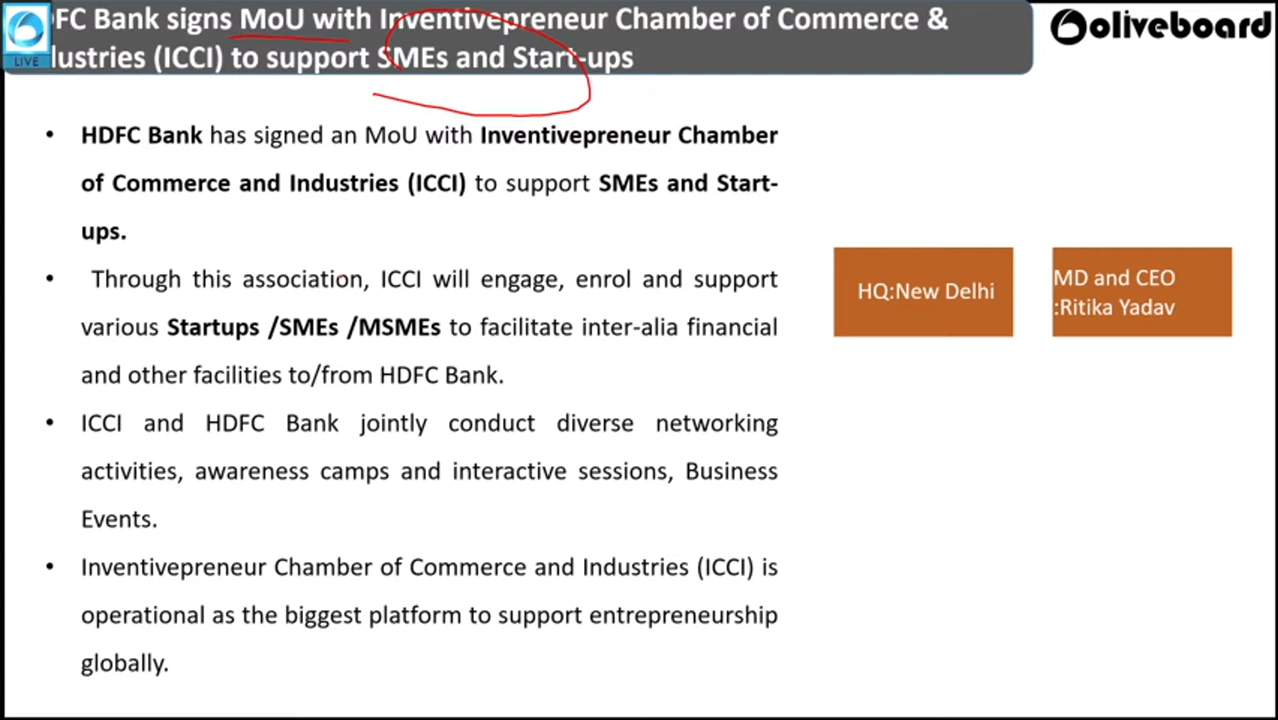 FC Bank signs MoU with Inventivepreneur Chamber of Commerce &
lustries (ICCI) to support SMEs and Start-ups
LIVE
oliveboard
• HDFC Bank has signed an MoU with Inventivepreneur Chamber
of Commerce and Industries (ICCI) to support SMEs and Start-
ups.
• Through this association, ICCI will engage, enrol and support
various Startups /SMEs /MSMEs to facilitate inter-alia financial
and other facilities to/from HDFC Bank.
• ICCI and HDFC Bank jointly conduct diverse networking
activities, awareness camps and interactive sessions, Business
Events.
• Inventivepreneur Chamber of Commerce and Industries (ICCI) is
operational as the biggest platform to support entrepreneurship
globally.
HQ:New Delhi
MD and CEO
:Ritika Yadav